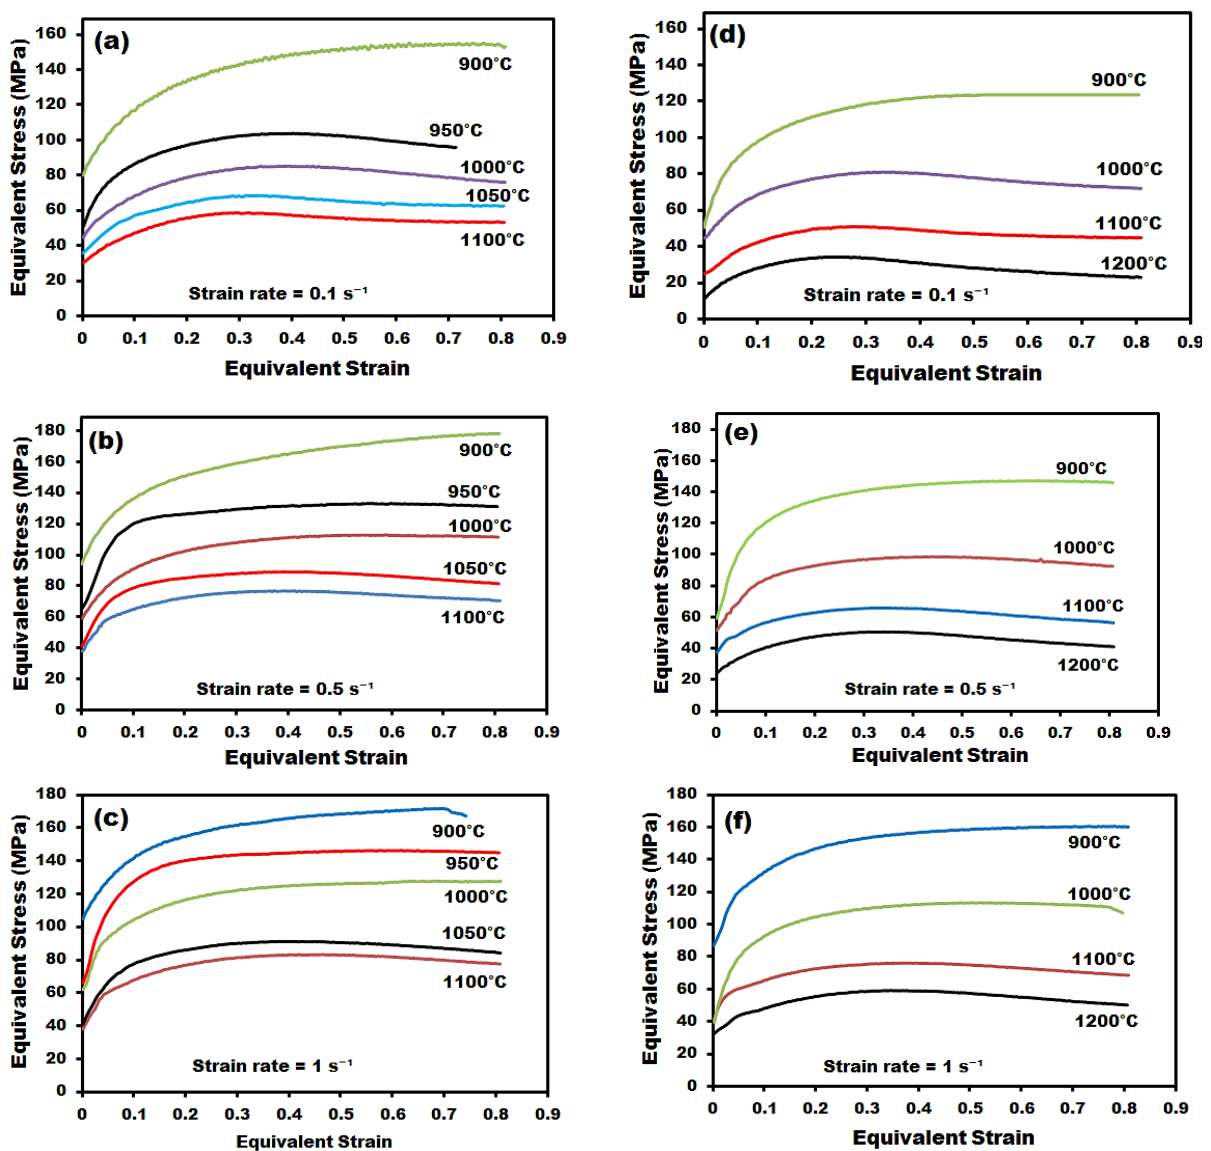 (a)
Equivalent Stress (MPa)
160
140
120
100
80
60
40
20
0
900°C
950°C
1000°C
1050°C
1100°C
Strain rate = 0.1 s⁻¹
0 0.1 0.2 0.3 0.4 0.5 0.6 0.7 0.8 0.9
Equivalent Strain
(d)
Equivalent Stress (MPa)
160
140
120
100
80
60
40
20
0
900°C
1000°C
1100°C
1200°C
Strain rate = 0.1 s⁻¹
0 0.1 0.2 0.3 0.4 0.5 0.6 0.7 0.8 0.9
Equivalent Strain
(b)
Equivalent Stress (MPa)
180
160
140
120
100
80
60
40
20
0
900°C
950°C
1000°C
1050°C
1100°C
Strain rate = 0.5 s⁻¹
0 0.1 0.2 0.3 0.4 0.5 0.6 0.7 0.8 0.9
Equivalent Strain
(e)
Equivalent Stress (MPa)
180
160
140
120
100
80
60
40
20
0
900°C
1000°C
1100°C
1200°C
Strain rate = 0.5 s⁻¹
0 0.1 0.2 0.3 0.4 0.5 0.6 0.7 0.8 0.9
Equivalent Strain
(c)
Equivalent Stress (MPa)
180
160
140
120
100
80
60
40
20
0
900°C
950°C
1000°C
1050°C
1100°C
Strain rate = 1 s⁻¹
0 0.1 0.2 0.3 0.4 0.5 0.6 0.7 0.8 0.9
Equivalent Strain
(f)
Equivalent Stress (MPa)
180
160
140
120
100
80
60
40
20
0
900°C
1000°C
1100°C
1200°C
Strain rate = 1 s⁻¹
0 0.1 0.2 0.3 0.4 0.5 0.6 0.7 0.8 0.9
Equivalent Strain